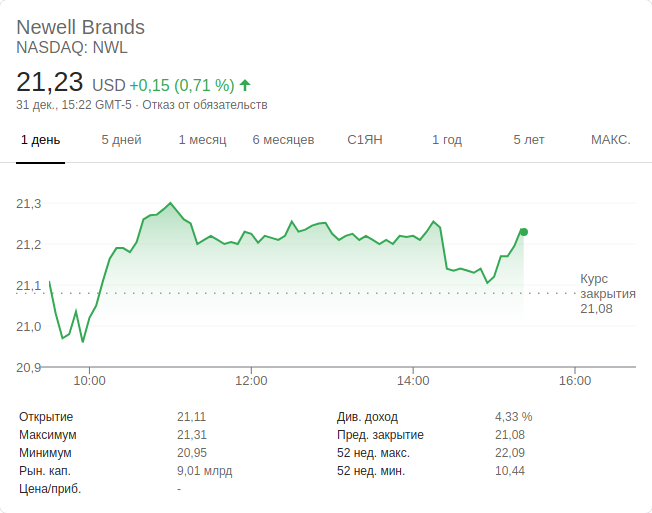 Newell Brands
NASDAQ: NWL
21,23 USD +0,15 (0,71 %)
31 дек., 15:22 GMT-5 · Отказ от обязательств
1 день 5 дней 1 месяц 6 месяцев С1ЯН 1 год 5 лет МАКС.
21,3
21,2
21,1
21,0
20,9
Курс
закрытия
21,08
10:00 12:00 14:00 16:00
Открытие 21,11 Див. доход 4,33 %
Максимум 21,31 Пред. закрытие 21,08
Минимум 20,95 52 нед. макс. 22,09
Рын. кап. 9,01 млрд 52 нед. мин. 10,44
Цена/приб. -